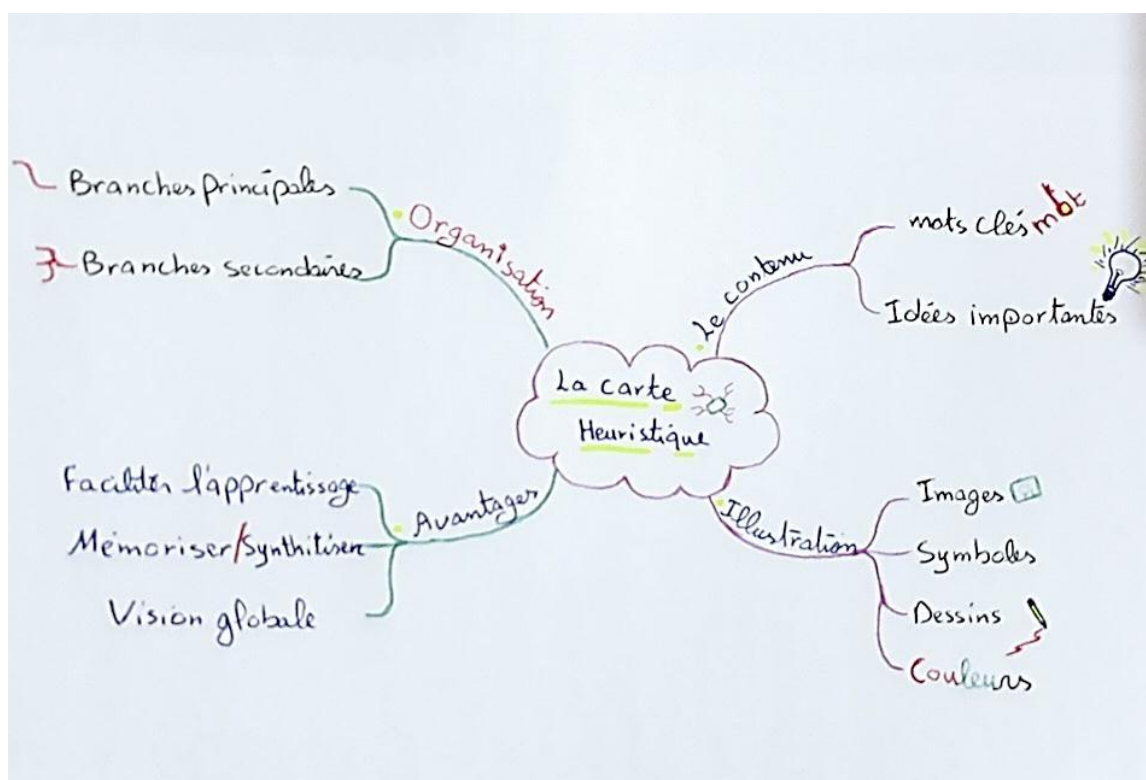 La carte
Heuristique
Organisation
Branches principales
Branches secondaires
Le contenu
mots clés mot
Idées importantes
Avantages
Faciliter l'apprentissage
Mémoriser/Synthitiser
Vision globale
Illustration
Images
Symboles
Dessins
Couleurs